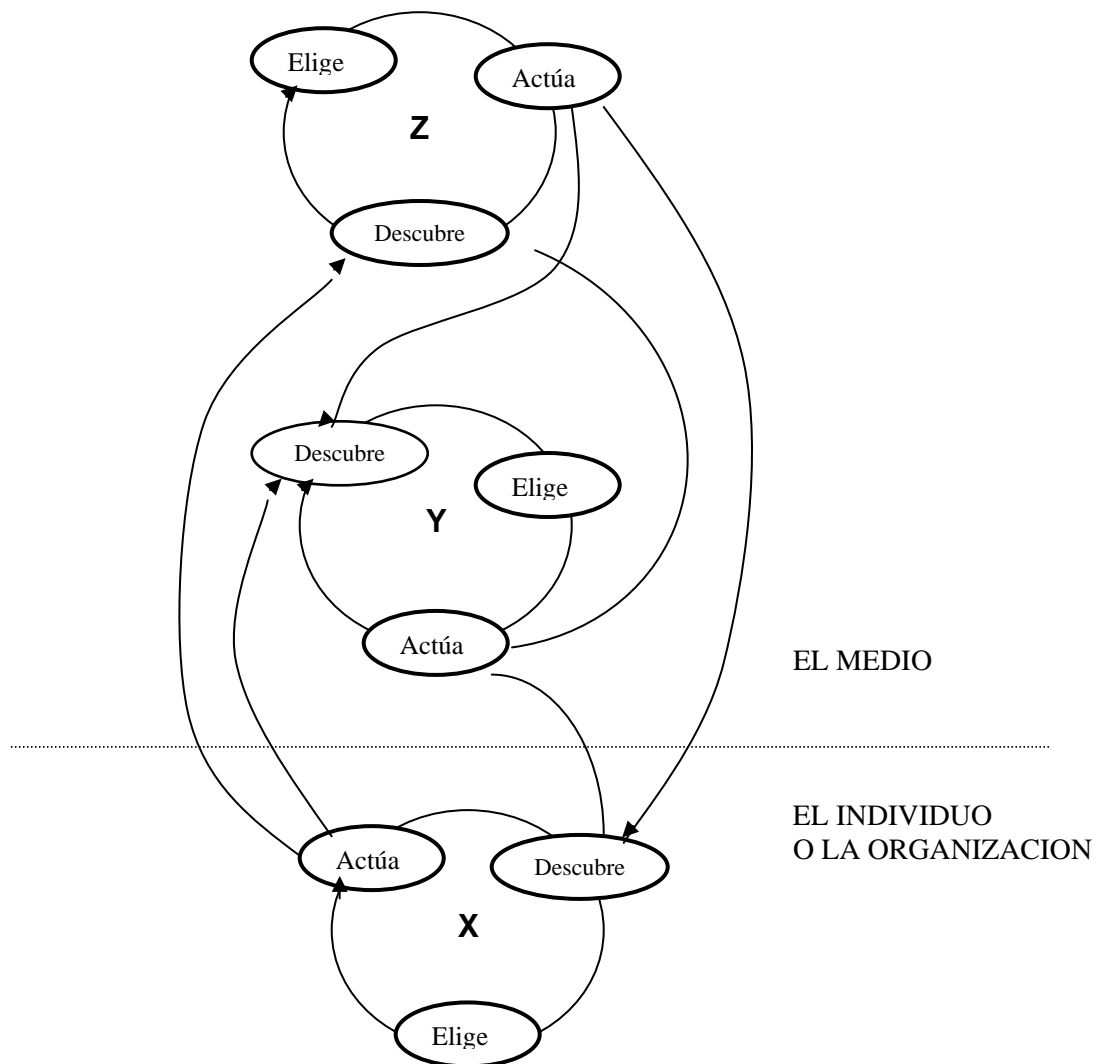 Elige
Actúa
Z
Descubre
Descubre
Elige
Y
Actúa
EL MEDIO
EL INDIVIDUO
O LA ORGANIZACION
Actúa
Descubre
X
Elige